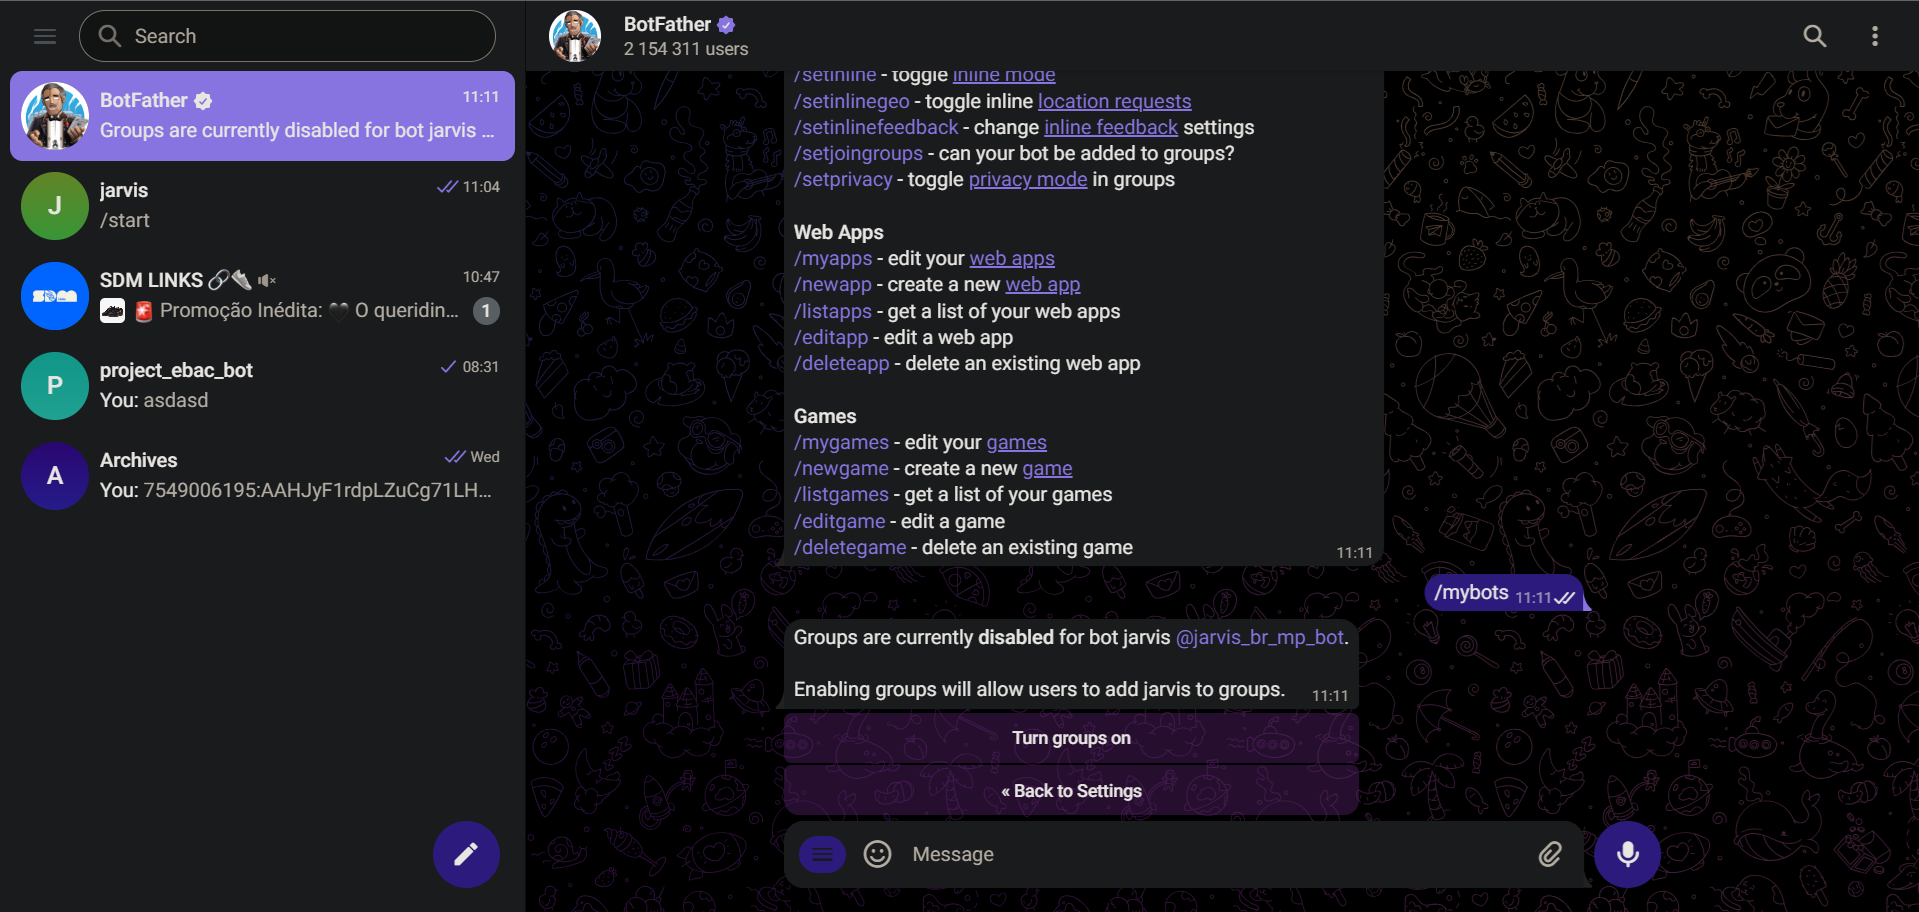 Search
BotFather
11:11
Groups are currently disabled for bot jarvis ...
J
jarvis
11:04
/start
SDM LINKS
10:47
Promoção Inédita: 🖤 O queridin...
1
P
project_ebac_bot
08:31
You: asdasd
A
Archives
Wed
You: 7549006195:AAHJyF1rdpLZuCg71LH...
BotFather
2 154 311 users
/setinline - toggle inline mode
/setinlinegeo - toggle inline location requests
/setinlinefeedback - change inline feedback settings
/setjoingroups - can your bot be added to groups?
/setprivacy - toggle privacy mode in groups
Web Apps
/myapps - edit your web apps
/newapp - create a new web app
/listapps - get a list of your web apps
/editapp - edit a web app
/deleteapp - delete an existing web app
Games
/mygames - edit your games
/newgame - create a new game
/listgames - get a list of your games
/editgame - edit a game
/deletegame - delete an existing game
11:11
/mybots 11:11
Groups are currently disabled for bot jarvis @jarvis_br_mp_bot.
Enabling groups will allow users to add jarvis to groups.
11:11
Turn groups on
« Back to Settings
Message